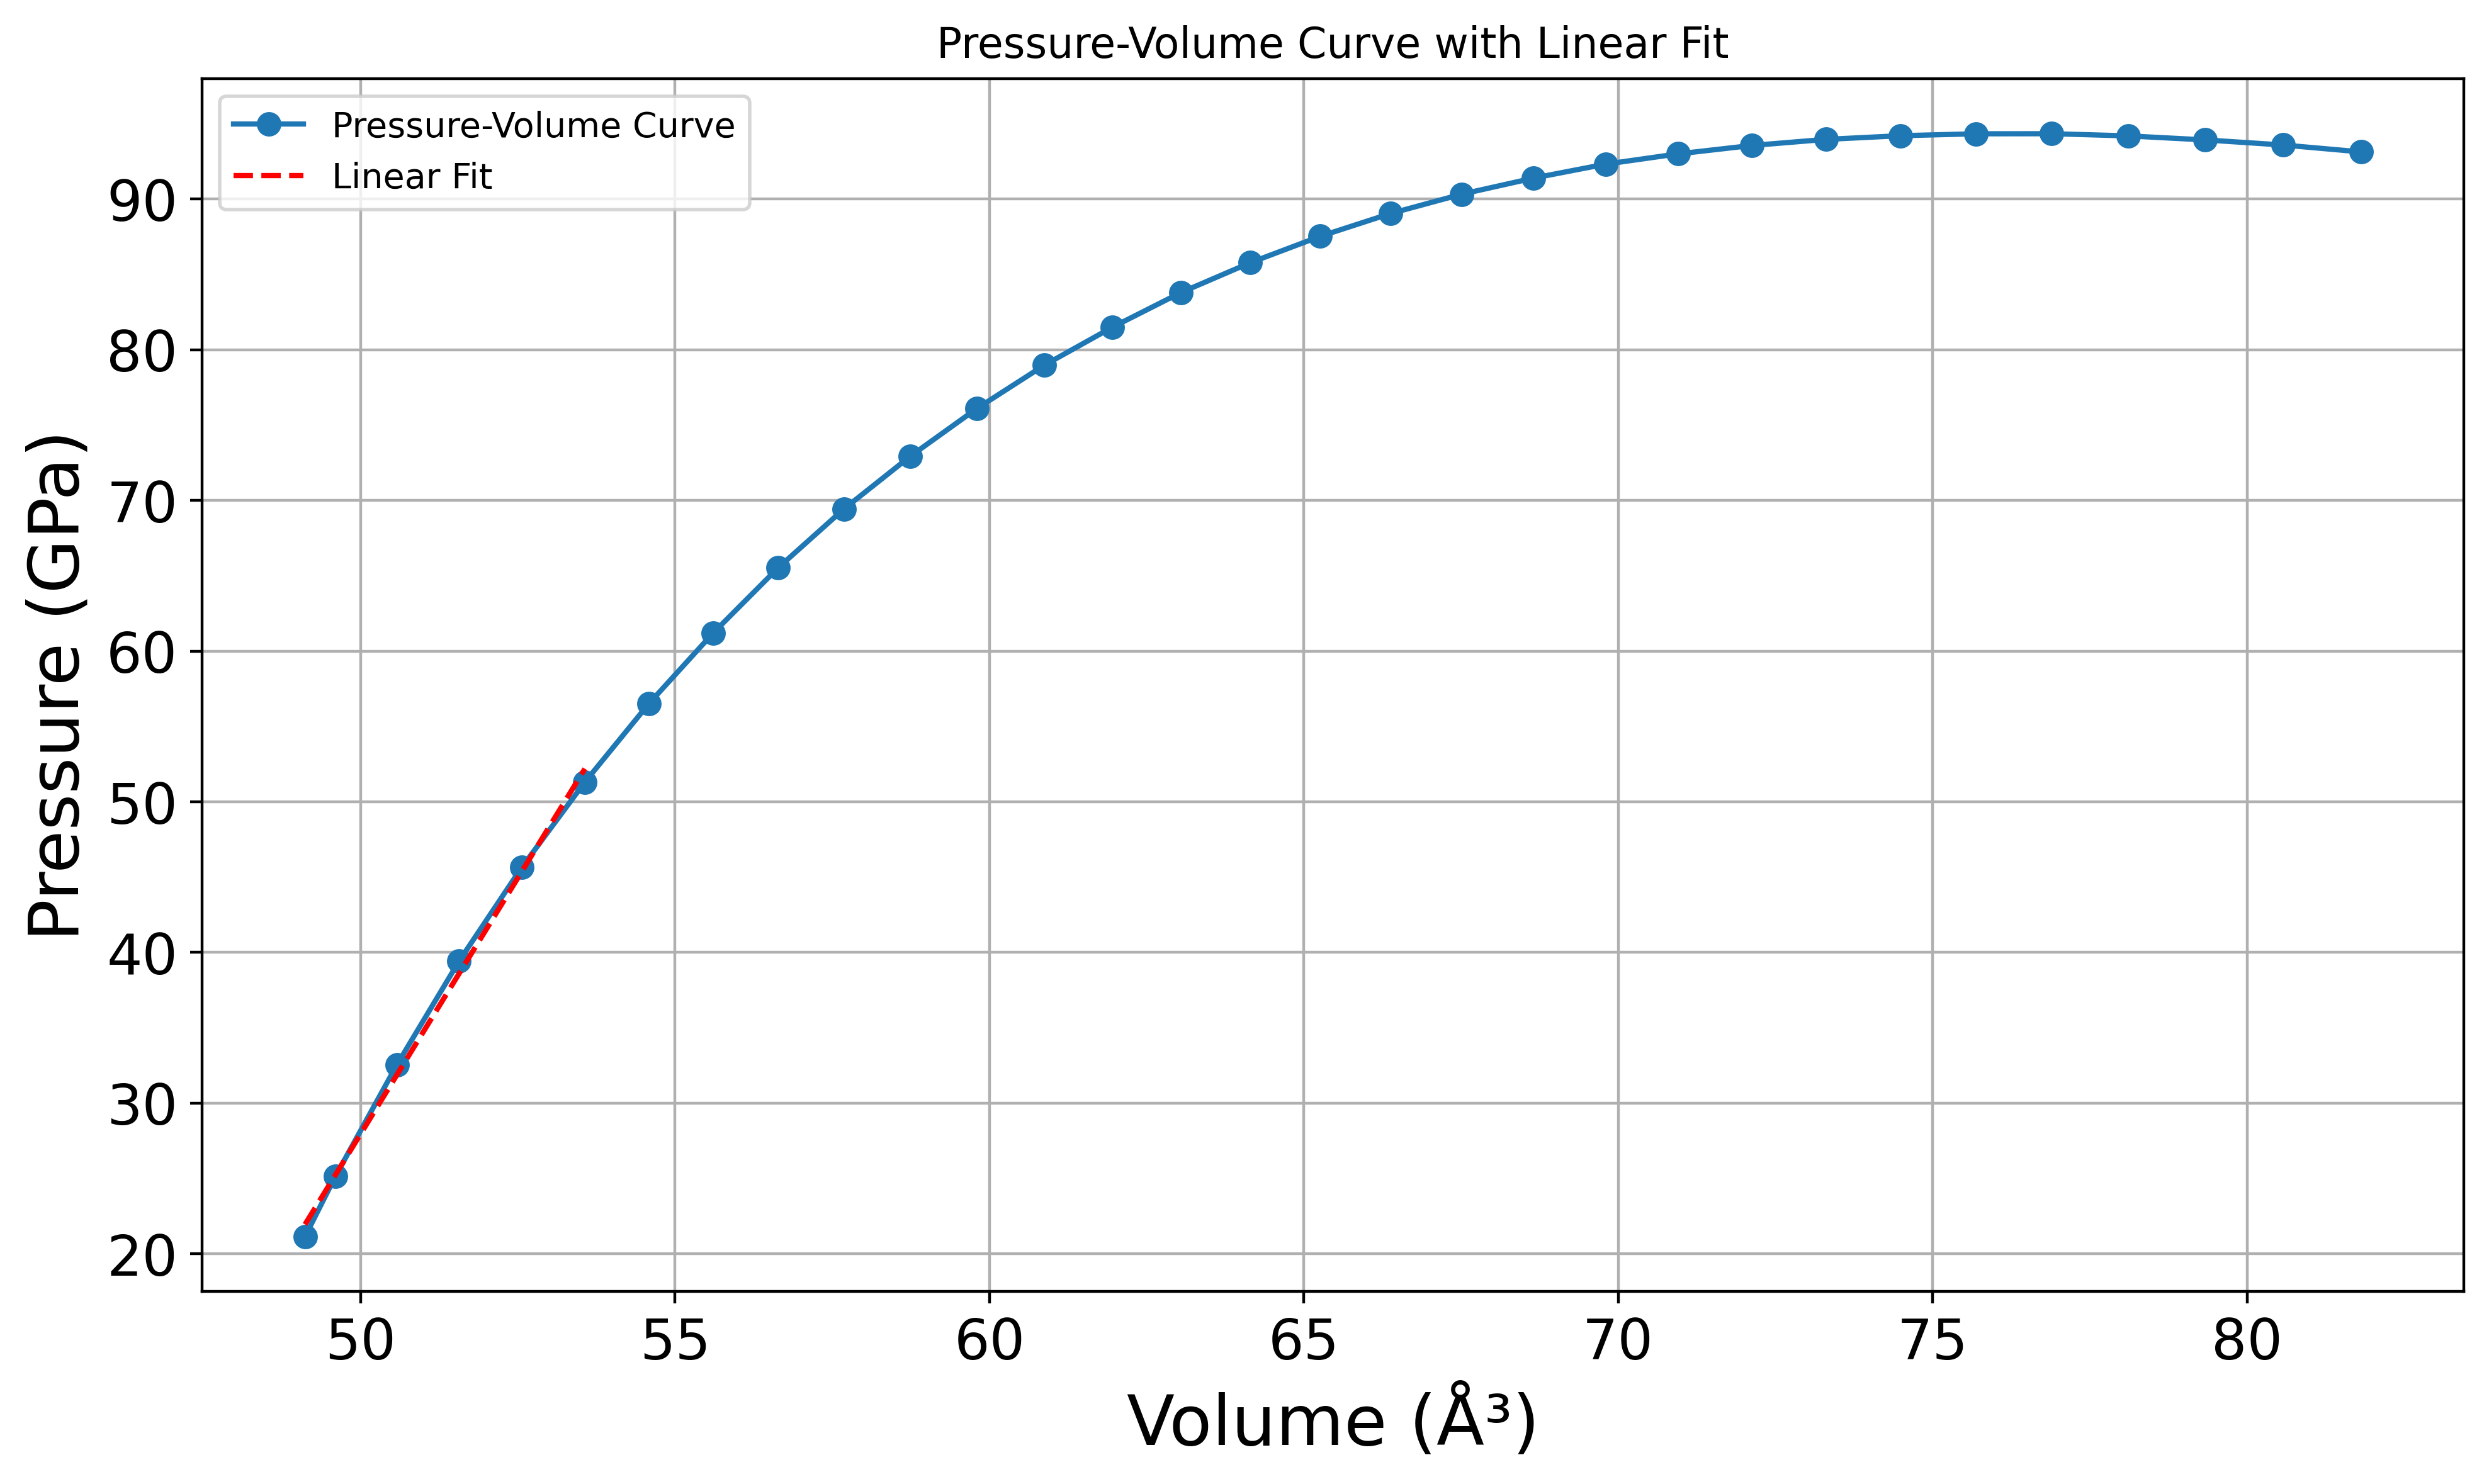 Pressure-Volume Curve with Linear Fit
Pressure-Volume Curve
Linear Fit
Pressure (GPa)
90
80
70
60
50
40
30
20
50 55 60 65 70 75 80
Volume (Å³)